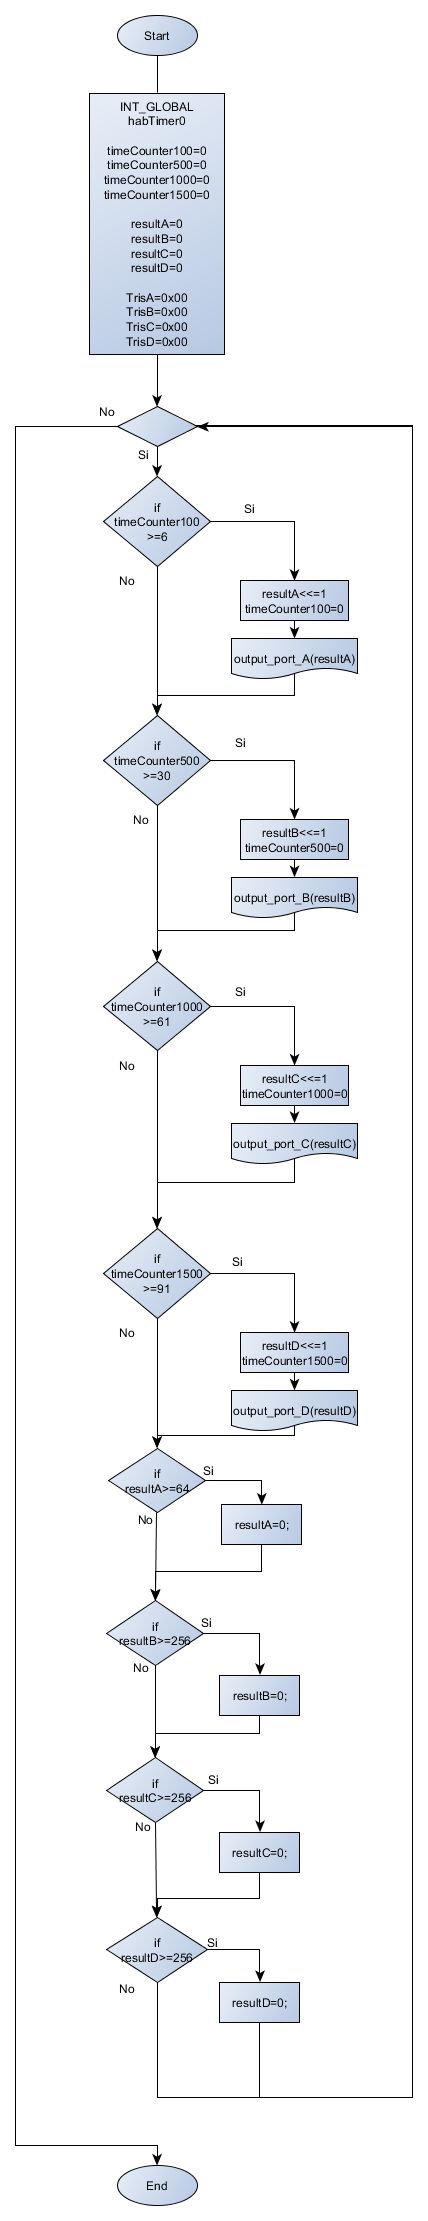 Start
INT_GLOBAL
habTimer0
timeCounter100=0
timeCounter500=0
timeCounter1000=0
timeCounter1500=0
resultA=0
resultB=0
resultC=0
resultD=0
TrisA=0x00
TrisB=0x00
TrisC=0x00
TrisD=0x00
No
Si
if
timeCounter100
>=6
Si
No
resultA<<=1
timeCounter100=0
output_port_A(resultA)
if
timeCounter500
>=30
Si
No
resultB<<=1
timeCounter500=0
output_port_B(resultB)
if
timeCounter1000
>=61
Si
No
resultC<<=1
timeCounter1000=0
output_port_C(resultC)
if
timeCounter1500
>=91
Si
No
resultD<<=1
timeCounter1500=0
output_port_D(resultD)
if
resultA>=64
Si
No
resultA=0;
if
resultB>=256
Si
No
resultB=0;
if
resultC>=256
Si
No
resultC=0;
if
resultD>=256
Si
No
resultD=0;
End